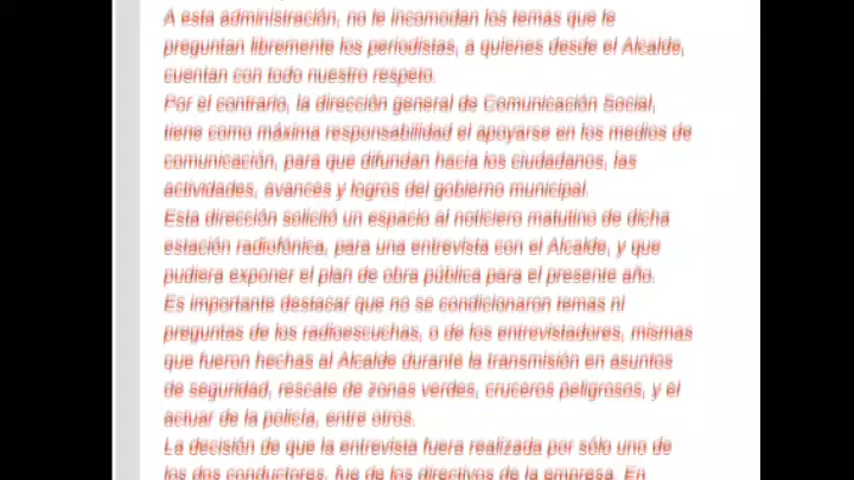 A esta administración, no le incomodan los temas que le
preguntan libremente los periodistas, a quienes desde el Alcalde,
cuentan con todo nuestro respeto.
Por el contrario, la dirección general de Comunicación Social,
tiene como máxima responsabilidad el apoyarse en los medios de
comunicación, para que difundan hacia los ciudadanos, las
actividades, avances y logros del gobierno municipal.
Esta dirección solicitó un espacio al noticiero matutino de dicha
estación radiofónica, para una entrevista con el Alcalde, y que
pudiera exponer el plan de obra pública para el presente año.
Es importante destacar que no se condicionaron temas ni
preguntas de los radioescuchas, o de los entrevistadores, mismas
que fueron hechas al Alcalde durante la transmisión en asuntos
de seguridad, rescate de zonas verdes, cruceros peligrosos, y el
actuar de la policía, entre otros.
La decisión de que la entrevista fuera realizada por sólo uno de
los dos conductores, fue de los directivos de la empresa. En